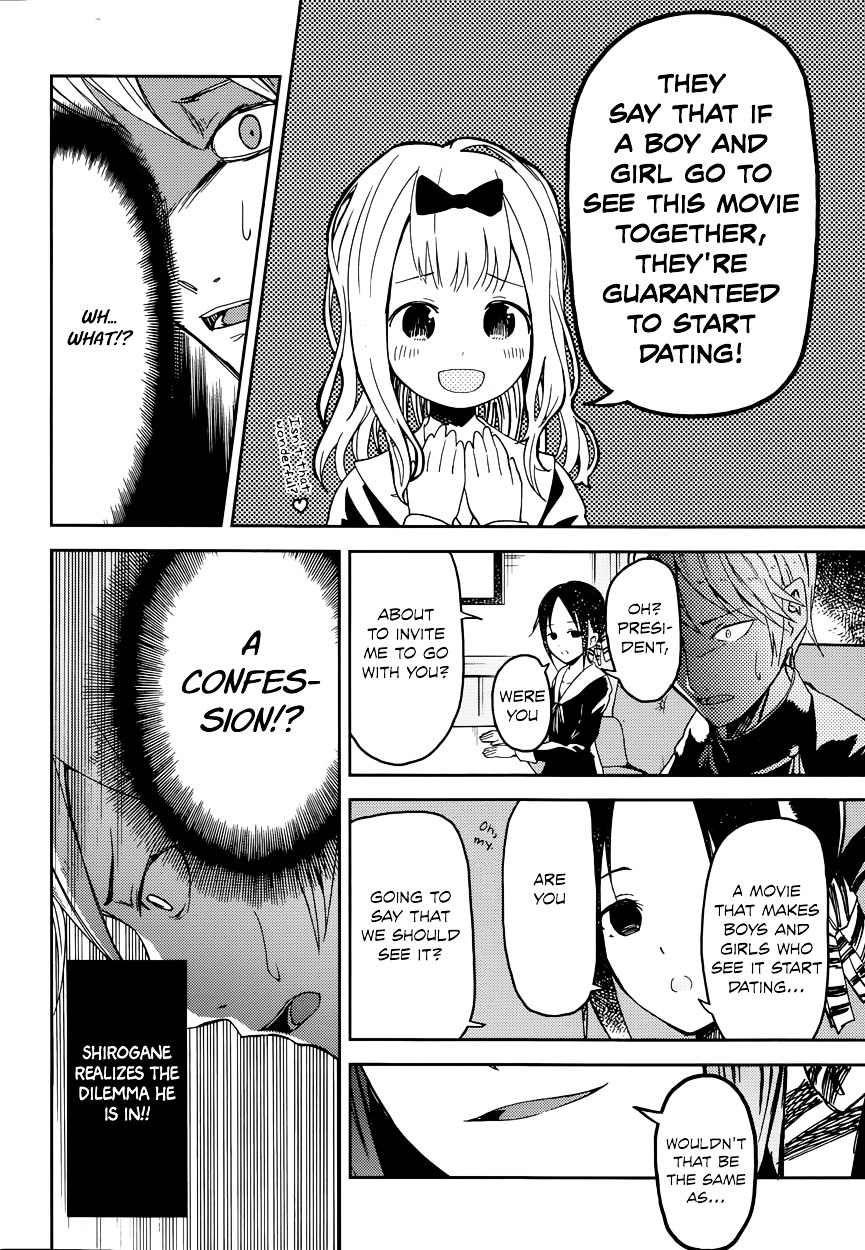 THEY
SAY THAT IF
A BOY AND
GIRL GO TO
SEE THIS MOVIE
TOGETHER,
THEY'RE
GUARANTEED
TO START
DATING!
Isn't that
wonderful?
WH...
WHAT!?
OH?
PRESI-
DENT,
WERE
YOU
ABOUT
TO INVITE
ME TO GO
WITH YOU?
A MOVIE
THAT MAKES
BOYS AND
GIRLS WHO
SEE IT START
DATING...
ARE
YOU
Oh,
my.
GOING TO
SAY THAT
WE SHOULD
SEE IT?
WOULDN'T
THAT BE
THE SAME
AS...
A
CONFES-
SION!?
SHIROGANE
REALIZES THE
DILEMMA HE
IS IN!!